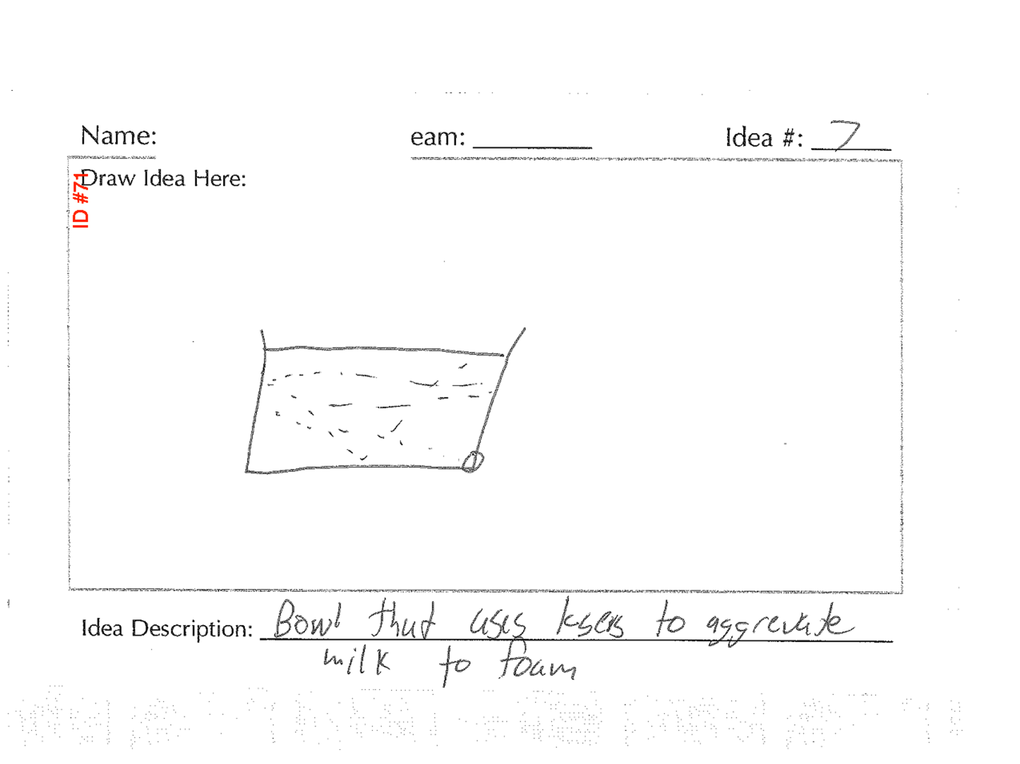 Name:
eam:
Idea #: 7
Draw Idea Here:
ID #71
Idea Description: Bowl that uses lasers to aggrevate
milk to foam